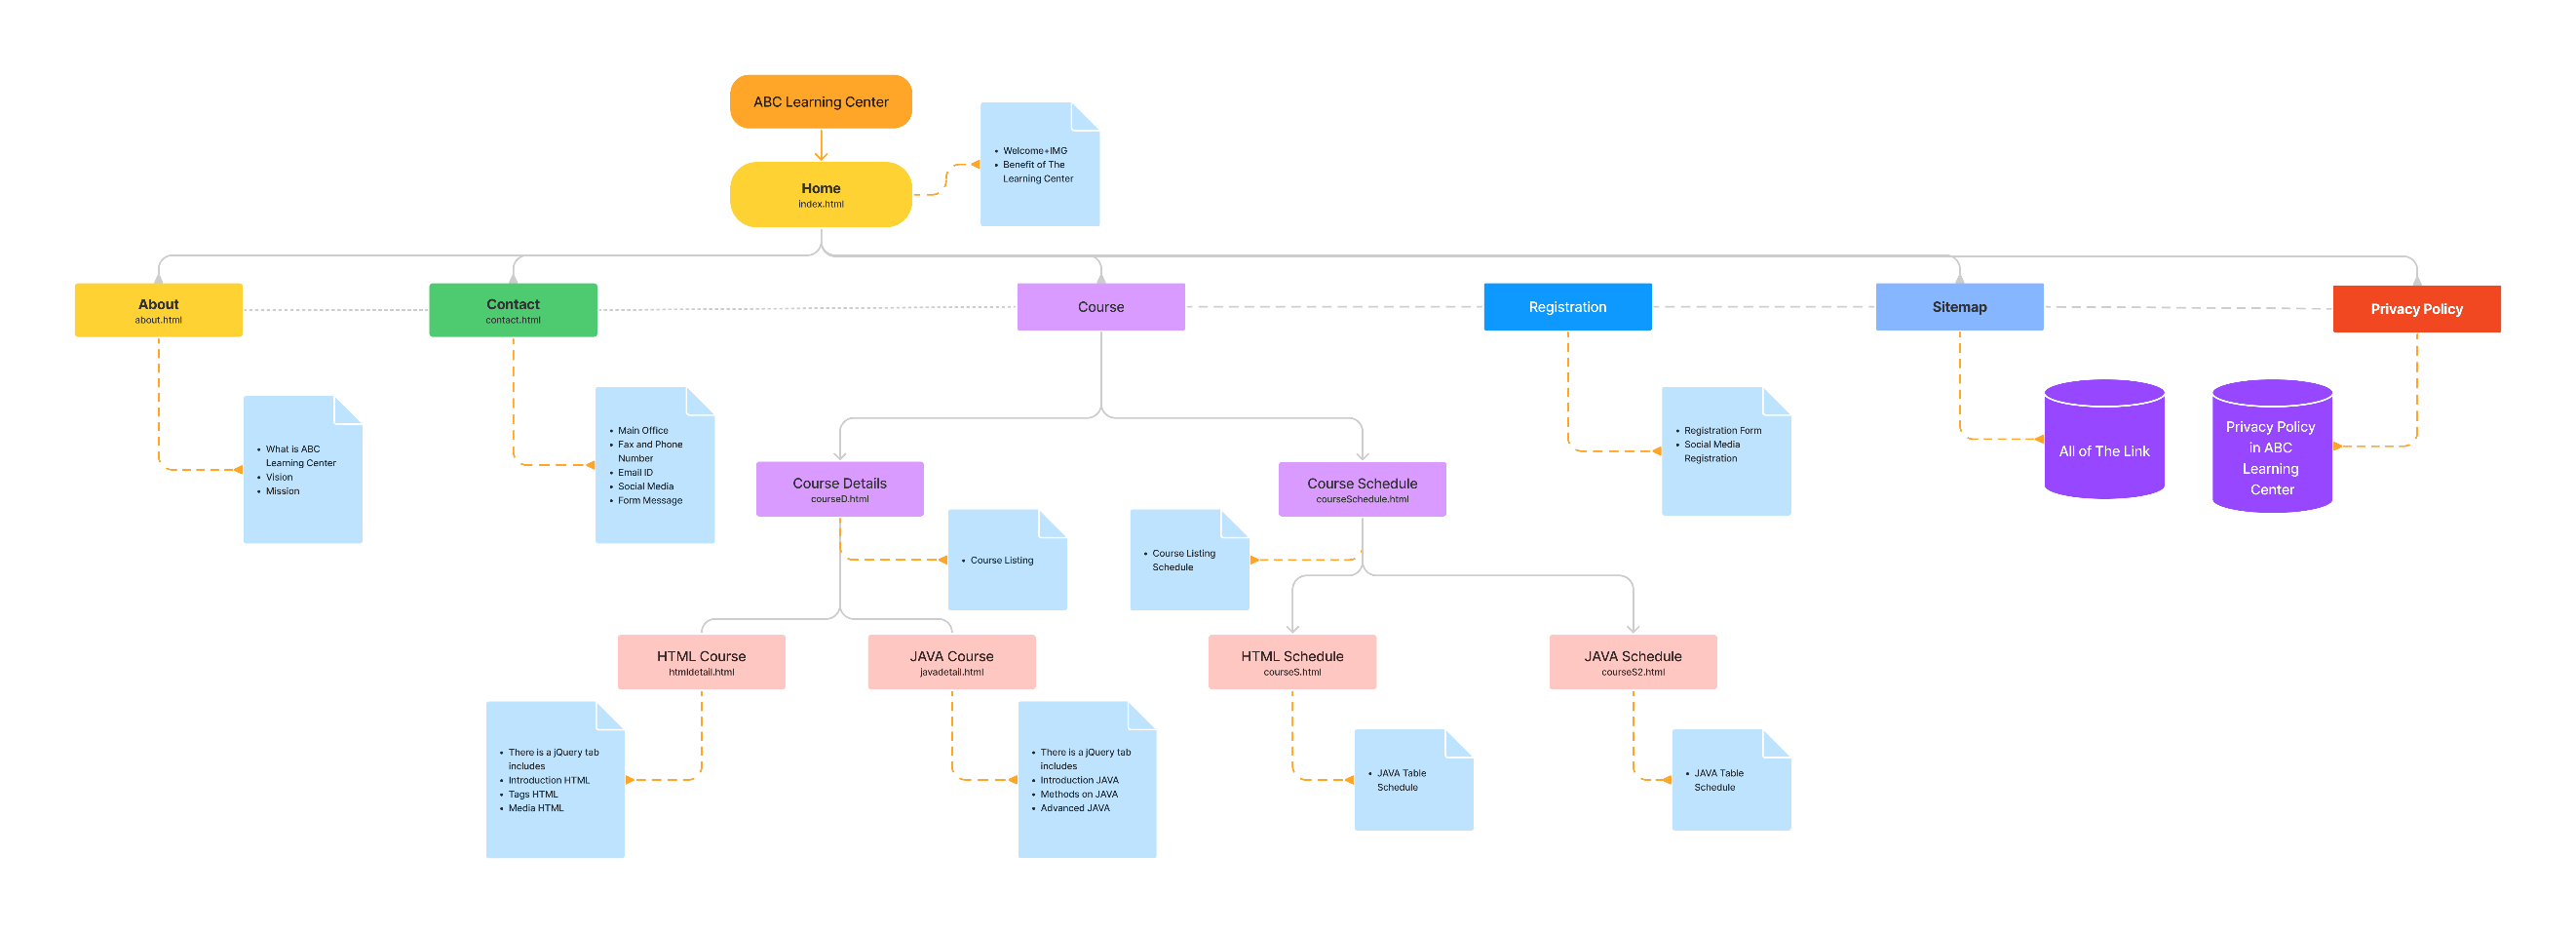 ABC Learning Center
• Welcome+IMG
• Benefit of The
Learning Center
Home
index.html
About
about.html
Contact
contact.html
Course
Registration
Sitemap
Privacy Policy
• What is ABC
Learning Center
• Vision
• Mission
• Main Office
• Fax and Phone
Number
• Email ID
• Social Media
• Form Message
Course Details
courseD.html
Course Schedule
courseSchedule.html
• Registration Form
• Social Media
Registration
All of The Link
Privacy Policy
in ABC
Learning
Center
• Course Listing
• Course Listing
Schedule
HTML Course
htmldetail.html
JAVA Course
javadetail.html
HTML Schedule
courseS.html
JAVA Schedule
courseS2.html
• There is a jQuery tab
includes
• Introduction HTML
• Tags HTML
• Media HTML
• There is a jQuery tab
includes
• Introduction JAVA
• Methods on JAVA
• Advanced JAVA
• JAVA Table
Schedule
• JAVA Table
Schedule